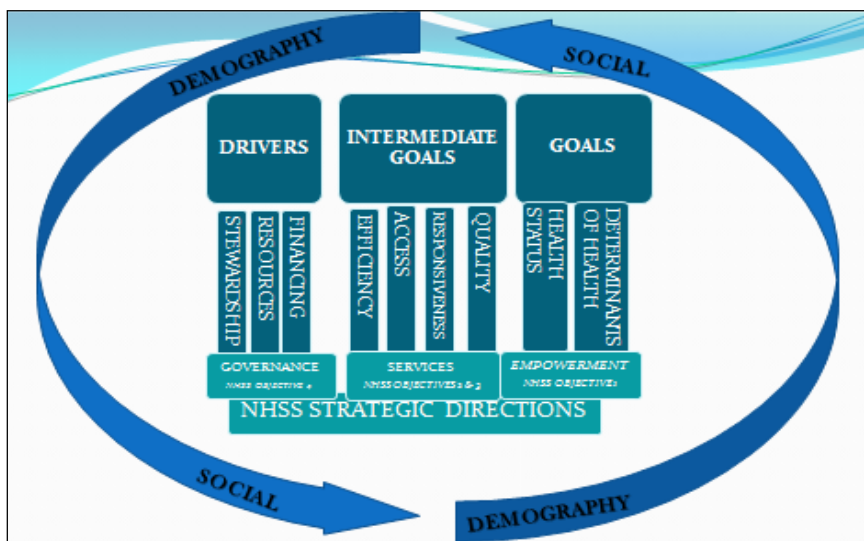 DEMOGRAPHY
SOCIAL
DRIVERS
INTERMEDIATE
GOALS
GOALS
STEWARDSHIP
RESOURCES
FINANCING
EFFICIENCY
ACCESS
RESPONSIVENESS
QUALITY
HEALTH
STATUS
DETERMINANTS
OF HEALTH
GOVERNANCE
NHSS OBJECTIVE 4
SERVICES
NHSS OBJECTIVES 2 & 3
EMPOWERMENT
NHSS OBJECTIVE1
NHSS STRATEGIC DIRECTIONS
SOCIAL
DEMOGRAPHY